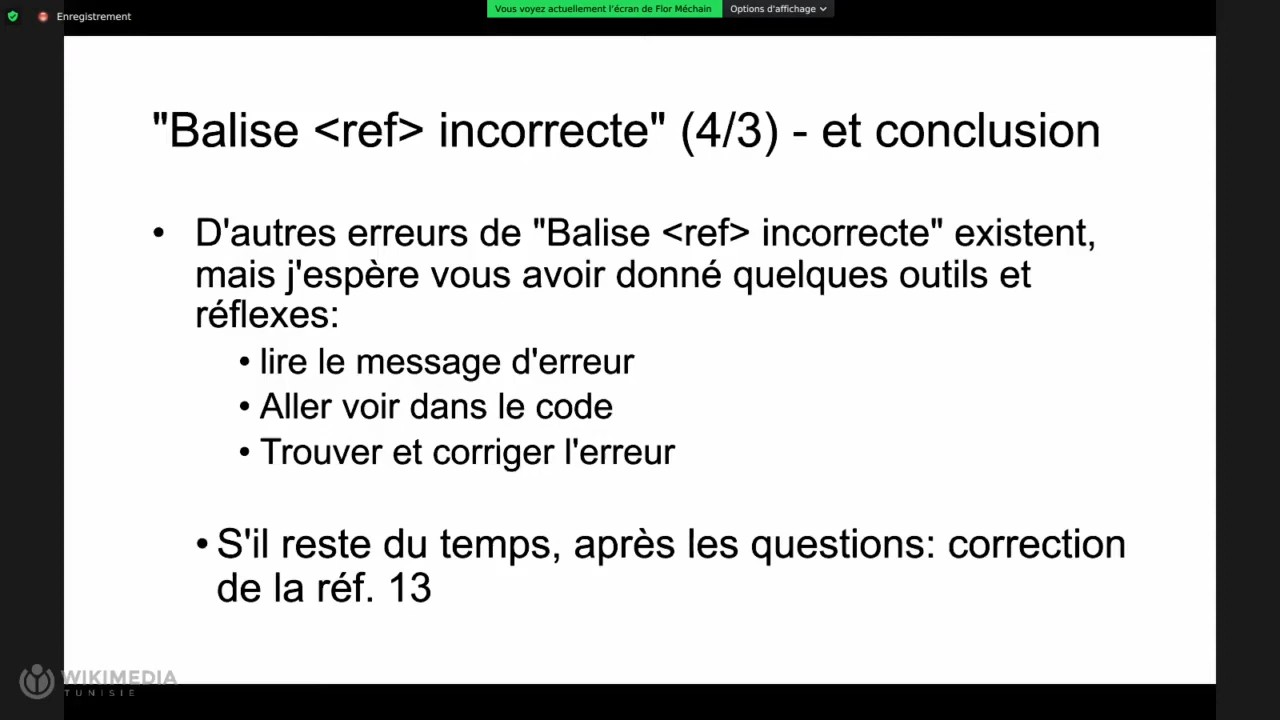 Enregistrement
Vous voyez actuellement l'écran de Flor Méchain
Options d'affichage
"Balise <ref> incorrecte" (4/3) - et conclusion
• D'autres erreurs de "Balise <ref> incorrecte" existent,
mais j'espère vous avoir donné quelques outils et
réflexes:
• lire le message d'erreur
• Aller voir dans le code
• Trouver et corriger l'erreur
• S'il reste du temps, après les questions: correction
de la réf. 13
WIKIMEDIA
TUNISIE